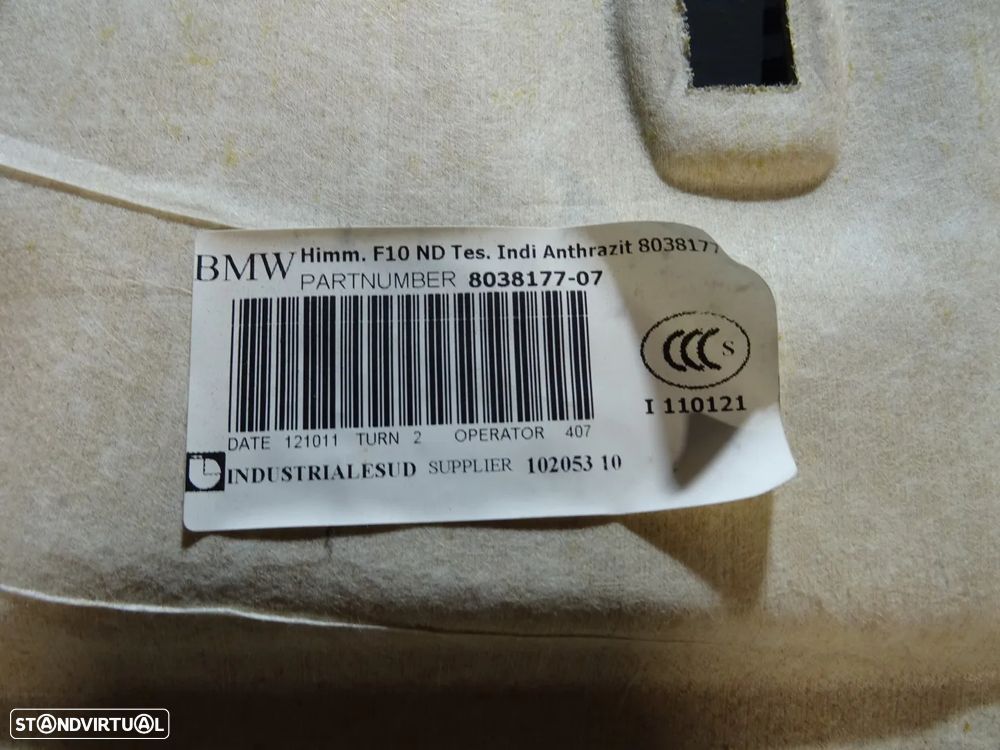 BMW Himm. F10 ND Tes. Indi Anthrazit 8038177
PARTNUMBER 8038177-07
CCC S
I 110121
DATE 121011 TURN 2 OPERATOR 407
INDUSTRIALESUD SUPPLIER 102053 10
STANDVIRTUAL